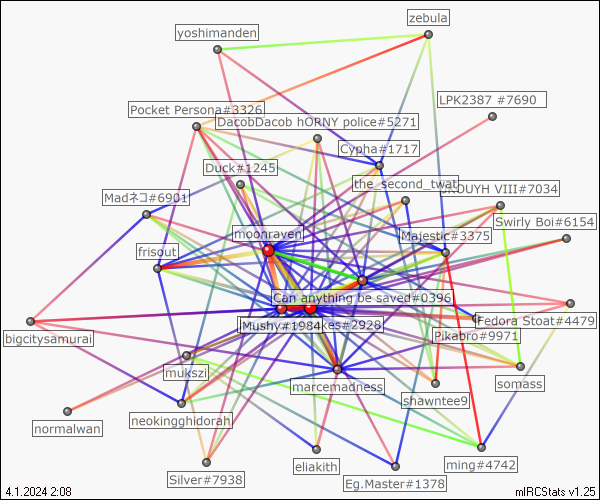 zebula
yoshimanden
LPK2387 #7690
Pocket Persona#3326
DacobDacob hORNY police#5271
Cypha#1717
Duck#1245
the_second_twat
OUYH VIII#7034
Madネコ#6901
Swirly Boi#6154
moonraven
Majestic#3375
frisout
Can anything be saved#0396
Mushy#1984
kes#2928
Fedora Stoat#4479
Pikabro#9971
bigcitysamurai
mukszi
marcemadness
somass
shawntee9
neokingghidorah
normalwan
ming#4742
eliakith
Silver#7938
Eg.Master#1378
4.1.2024 2:08
mIRCStats v1.25